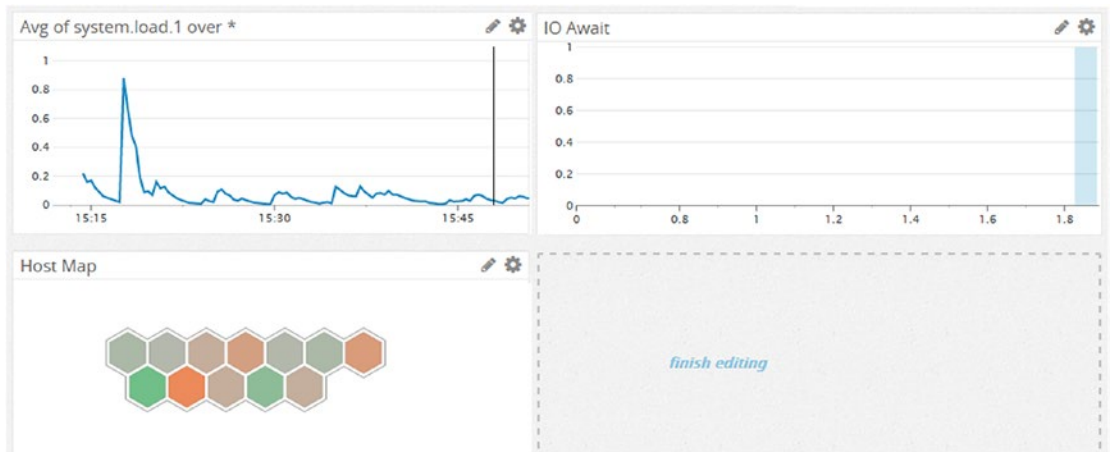 Avg of system.load.1 over *
1
0.8
0.6
0.4
0.2
0
15:15 15:30 15:45
IO Await
1
0.8
0.6
0.4
0.2
0
0 0.8 1 1.2 1.4 1.6 1.8
Host Map
finish editing